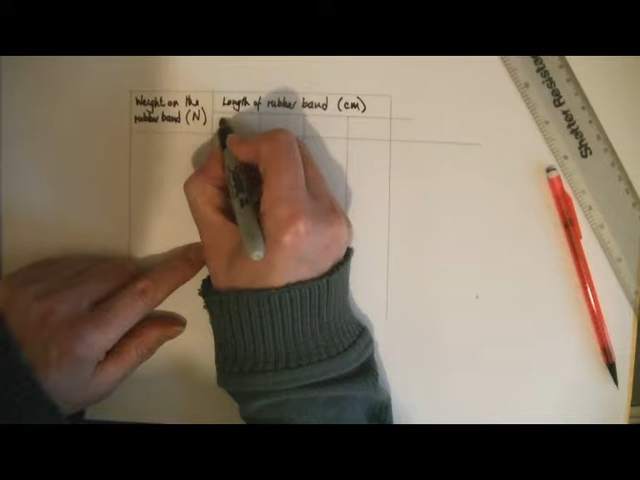 Weight on the
rubber band (N)
Length of rubber band (cm)
Shatter Resistant